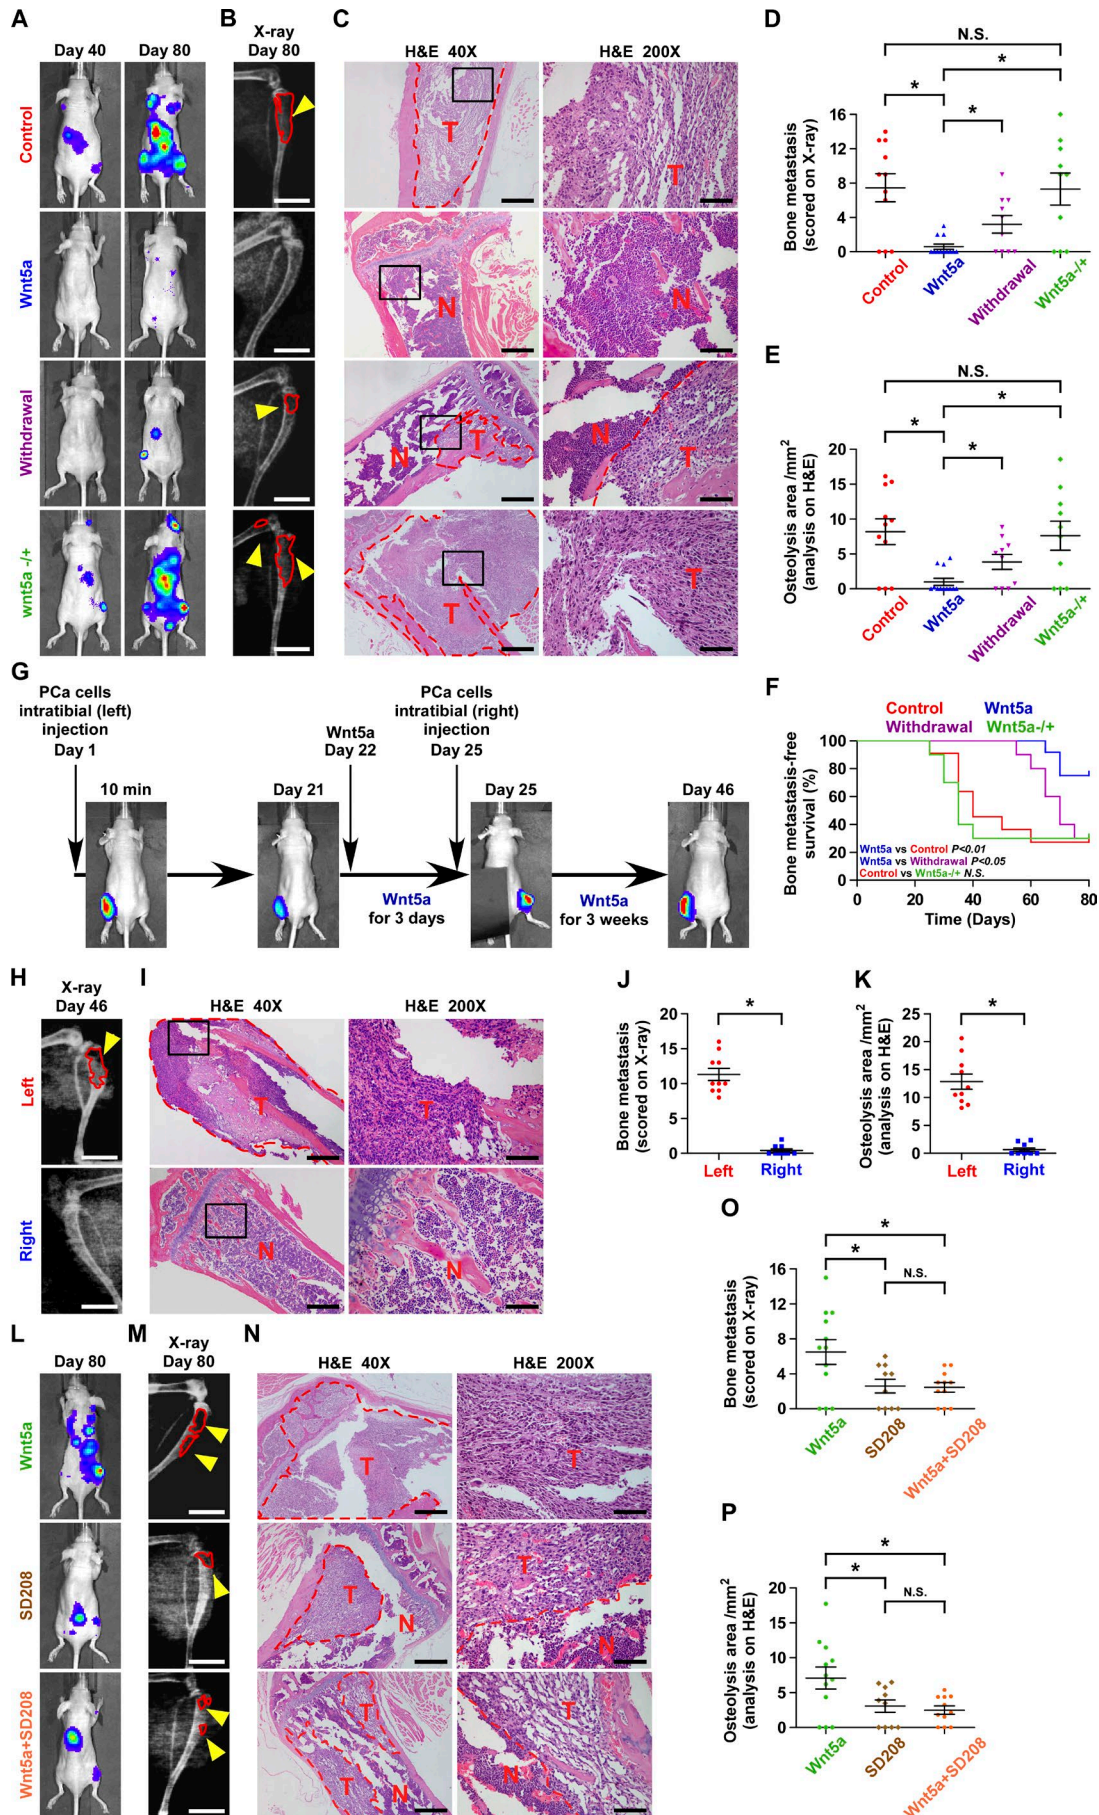 A
Day 40
Day 80
Control
Wnt5a
Withdrawal
wnt5a -/+
B
X-ray
Day 80
C
H&E 40X
H&E 200X
T
T
N
N
N
T
N
T
T
T
D
N.S.
*
*
*
Bone metastasis
(scored on X-ray)
16
12
8
4
0
Control
Wnt5a
Withdrawal
Wnt5a-/+
E
N.S.
*
*
*
Osteolysis area /mm²
(analysis on H&E)
20
15
10
5
0
Control
Wnt5a
Withdrawal
Wnt5a-/+
F
Control
Wnt5a
Withdrawal
Wnt5a-/+
Bone metastasis-free
survival (%)
100
80
60
40
20
0
Wnt5a vs Control P<0.01
Wnt5a vs Withdrawal P<0.05
Control vs Wnt5a-/+ N.S.
0
20
40
60
80
Time (Days)
G
PCa cells
intratibial (left)
injection
Day 1
10 min
Day 21
Wnt5a
Day 22
Wnt5a
for 3 days
PCa cells
intratibial (right)
injection
Day 25
Day 25
Wnt5a
for 3 weeks
Day 46
H
X-ray
Day 46
Left
Right
I
H&E 40X
H&E 200X
T
T
N
N
J
*
Bone metastasis
(scored on X-ray)
20
15
10
5
0
Left
Right
K
*
Osteolysis area /mm²
(analysis on H&E)
25
20
15
10
5
0
Left
Right
L
Day 80
Wnt5a
SD208
Wnt5a+SD208
M
X-ray
Day 80
N
H&E 40X
H&E 200X
T
T
T
N
T
N
T
N
T
N
O
*
*
N.S.
Bone metastasis
(scored on X-ray)
16
12
8
4
0
Wnt5a
SD208
Wnt5a+SD208
P
*
*
N.S.
Osteolysis area /mm²
(analysis on H&E)
20
15
10
5
0
Wnt5a
SD208
Wnt5a+SD208